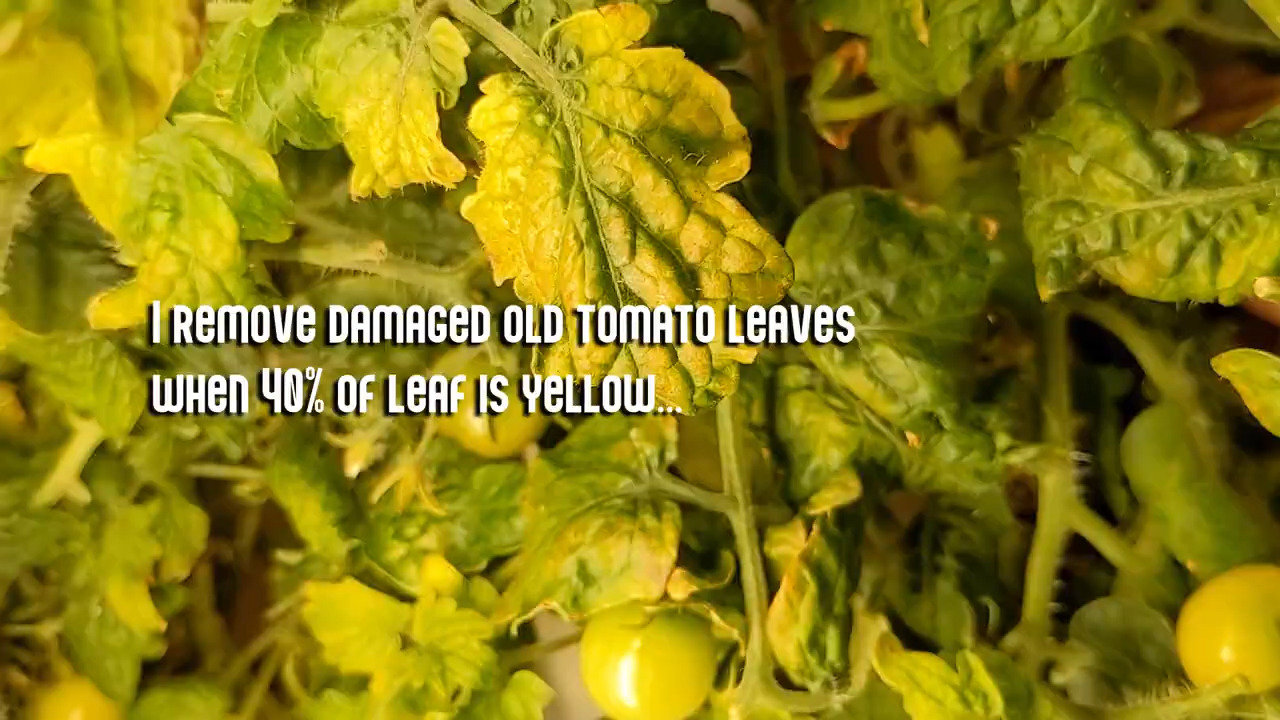 I remove damaged old tomato leaves
when 40% of leaf is yellow...